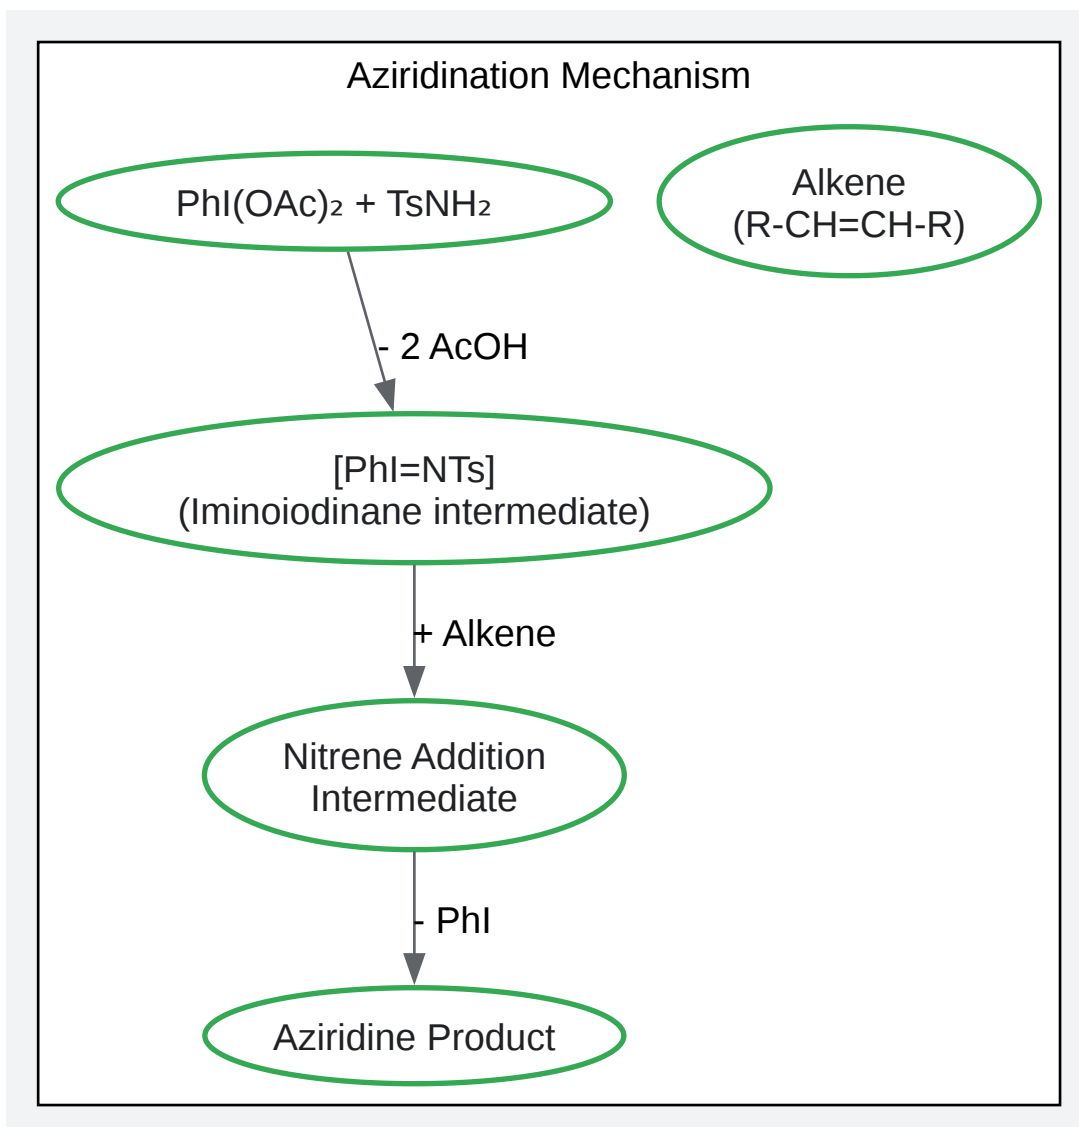 Aziridination Mechanism
PhI(OAc)₂ + TsNH₂
Alkene
(R-CH=CH-R)
- 2 AcOH
[PhI=NTs]
(Iminoiodinane intermediate)
+ Alkene
Nitrene Addition
Intermediate
- PhI
Aziridine Product